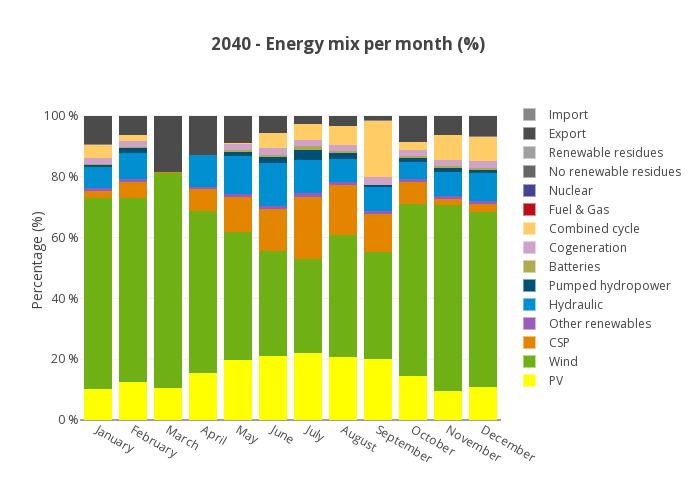 2040 - Energy mix per month (%)
100 %
80 %
60 %
40 %
20 %
0 %
Percentage (%)
January
February
March
April
May
June
July
August
September
October
November
December
Import
Export
Renewable residues
No renewable residues
Nuclear
Fuel & Gas
Combined cycle
Cogeneration
Batteries
Pumped hydropower
Hydraulic
Other renewables
CSP
Wind
PV